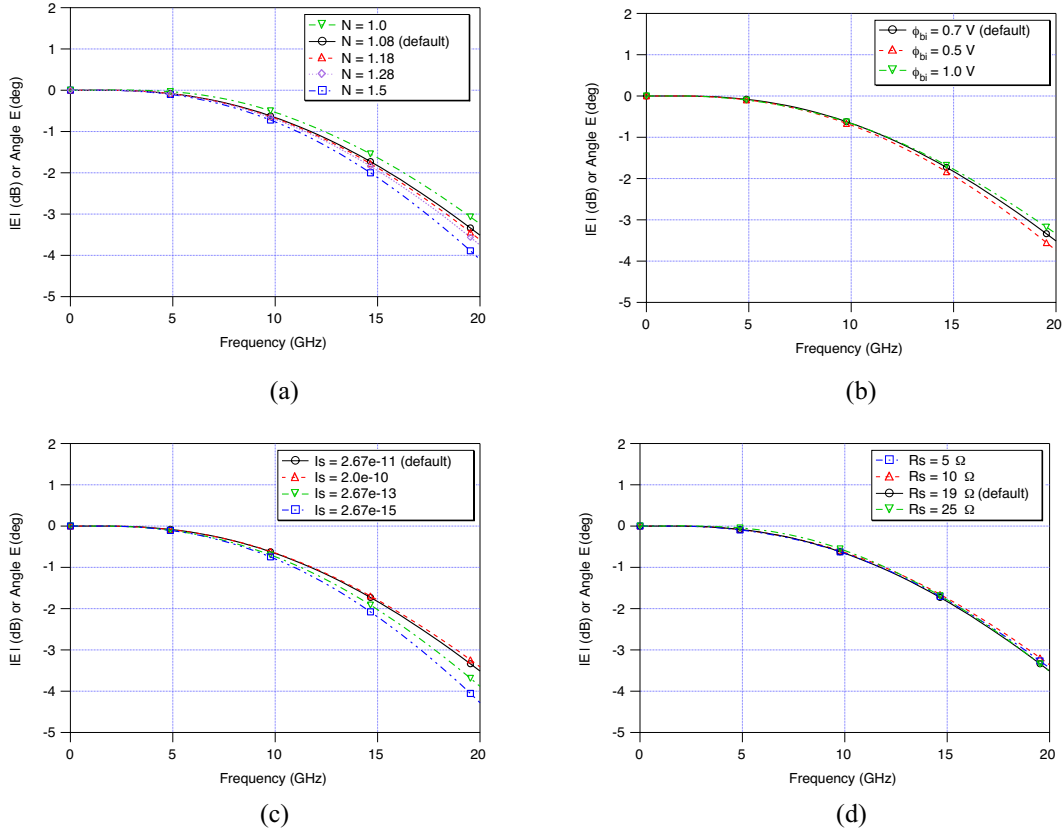 2
1
0
-1
-2
-3
-4
-5
IE I (dB) or Angle E (deg)
N = 1.0
N = 1.08 (default)
N = 1.18
N = 1.28
N = 1.5
0 5 10 15 20
Frequency (GHz)
(a)
2
1
0
-1
-2
-3
-4
-5
IE I (dB) or Angle E (deg)
ϕbi = 0.7 V (default)
ϕbi = 0.5 V
ϕbi = 1.0 V
0 5 10 15 20
Frequency (GHz)
(b)
2
1
0
-1
-2
-3
-4
-5
IE I (dB) or Angle E (deg)
Is = 2.67e-11 (default)
Is = 2.0e-10
Is = 2.67e-13
Is = 2.67e-15
0 5 10 15 20
Frequency (GHz)
(c)
2
1
0
-1
-2
-3
-4
-5
IE I (dB) or Angle E (deg)
Rs = 5 Ω
Rs = 10 Ω
Rs = 19 Ω (default)
Rs = 25 Ω
0 5 10 15 20
Frequency (GHz)
(d)